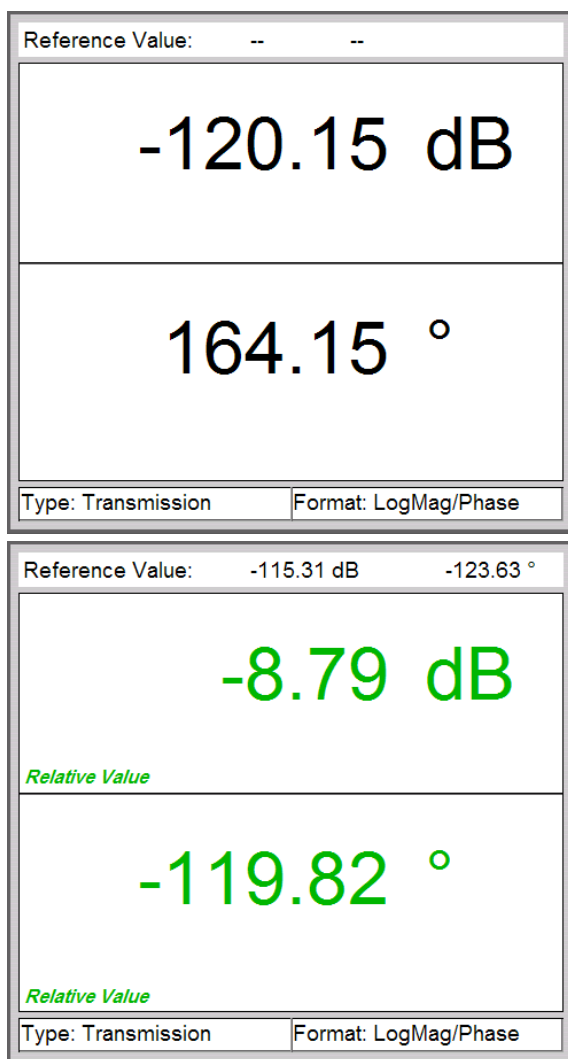 Reference Value: -- --
-120.15 dB
164.15 °
Type: Transmission Format: LogMag/Phase
Reference Value: -115.31 dB -123.63 °
-8.79 dB
Relative Value
-119.82 °
Relative Value
Type: Transmission Format: LogMag/Phase